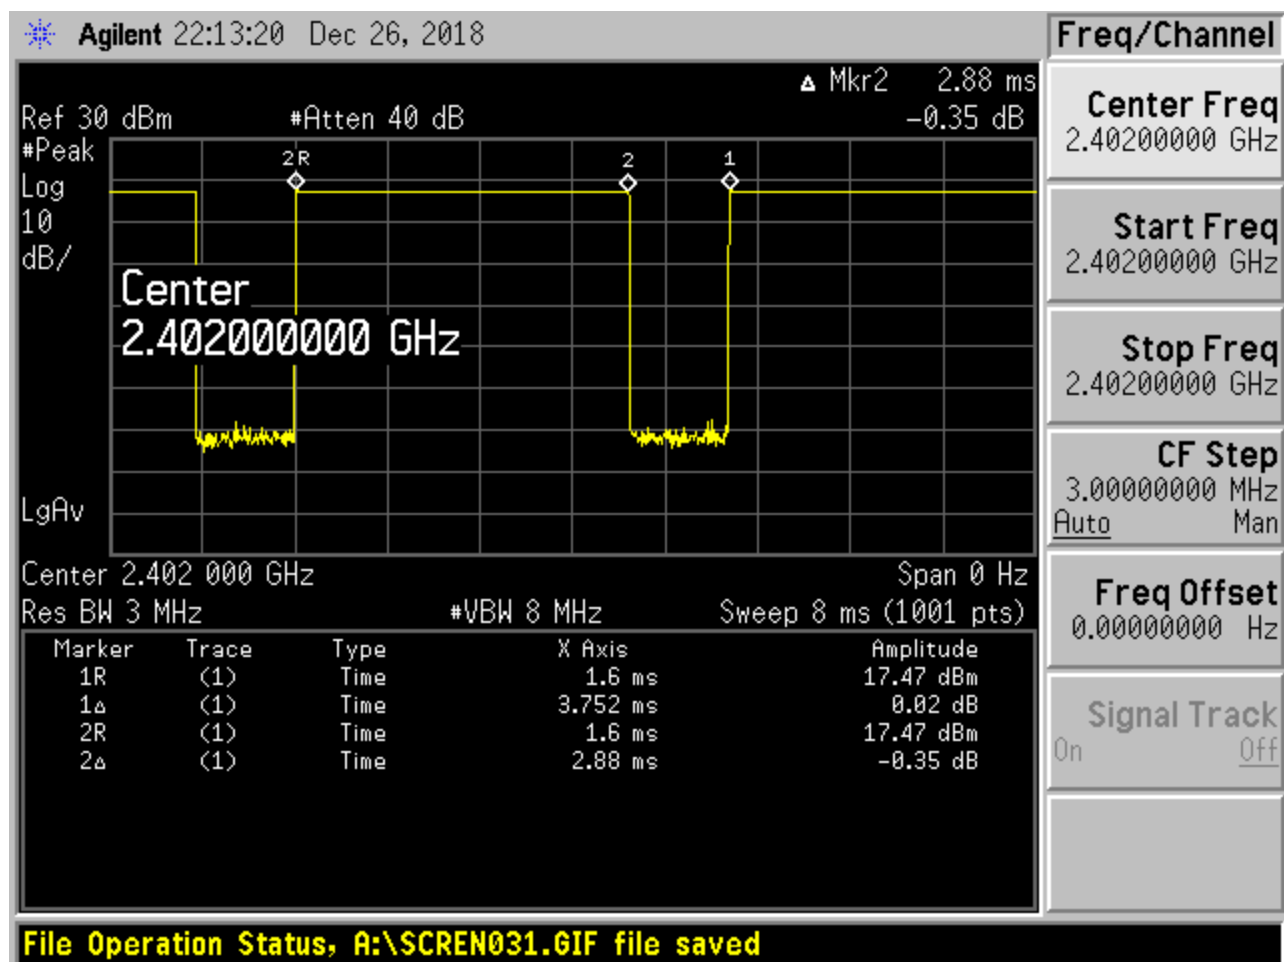 Agilent 22:13:20 Dec 26, 2018
Freq/Channel
▵ Mkr2 2.88 ms
Ref 30 dBm #Atten 40 dB -0.35 dB
#Peak
Log
10
dB/
2R 2 1
Center
2.402000000 GHz
LgAv
Center 2.402 000 GHz Span 0 Hz
Res BW 3 MHz #VBW 8 MHz Sweep 8 ms (1001 pts)
Marker Trace Type X Axis Amplitude
1R (1) Time 1.6 ms 17.47 dBm
1▵ (1) Time 3.752 ms 0.02 dB
2R (1) Time 1.6 ms 17.47 dBm
2▵ (1) Time 2.88 ms -0.35 dB
Center Freq
2.40200000 GHz
Start Freq
2.40200000 GHz
Stop Freq
2.40200000 GHz
CF Step
3.00000000 MHz
Auto Man
Freq Offset
0.00000000 Hz
Signal Track
On Off
File Operation Status, A:\SCREN031.GIF file saved